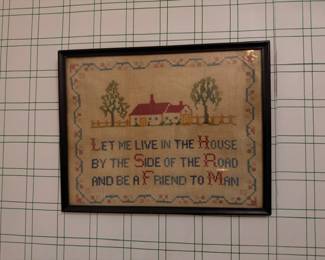 LET ME LIVE IN THE HOUSE
BY THE SIDE OF THE ROAD
AND BE A FRIEND TO MAN